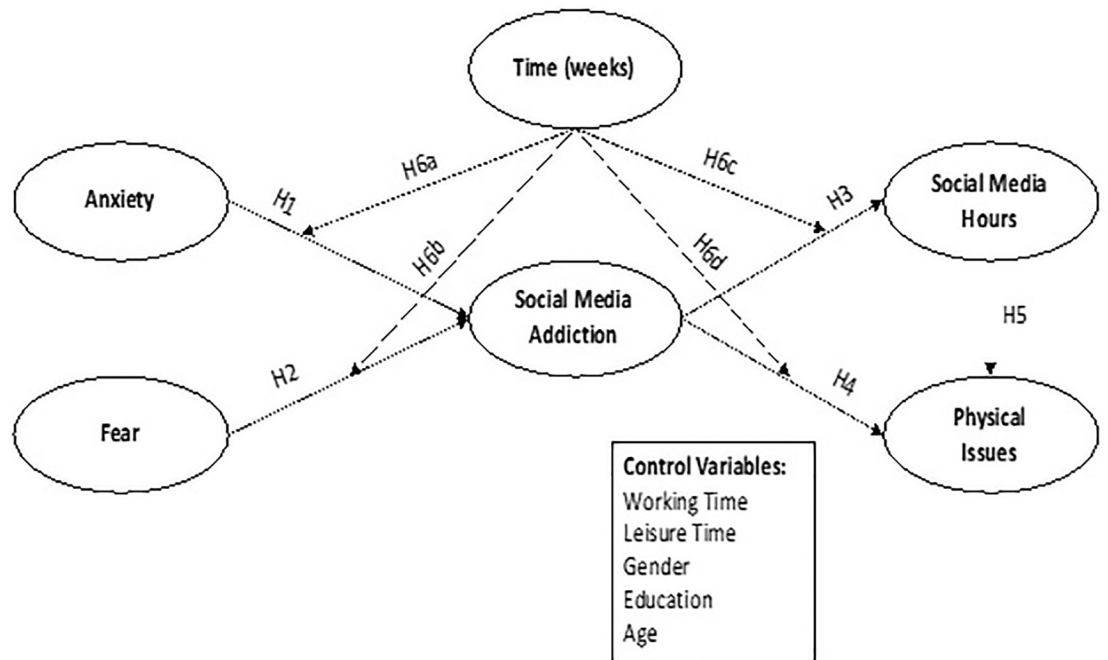 Time (weeks)
H6a
H6c
Anxiety
H1
H3
Social Media
Hours
H6b
H6d
Social Media
Addiction
H5
H2
H4
Fear
Physical
Issues
Control Variables:
Working Time
Leisure Time
Gender
Education
Age